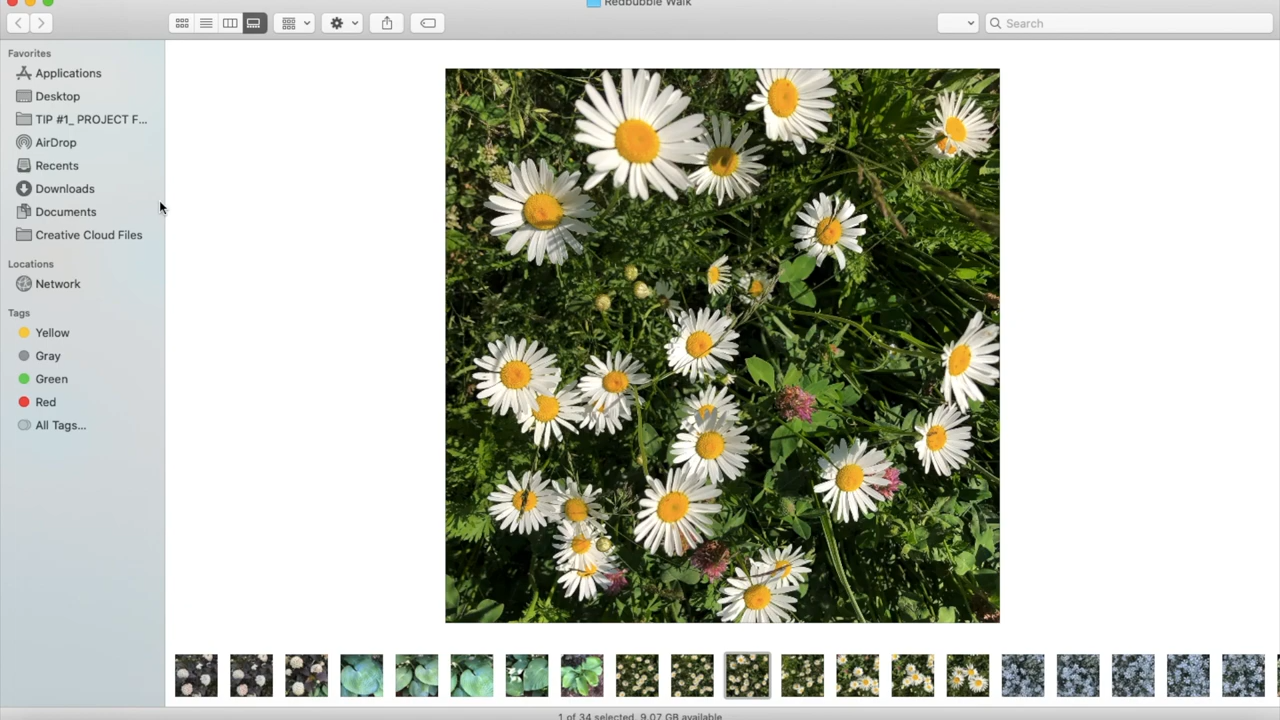 Redbubble Walk
Search
Favorites
Applications
Desktop
TIP #1_ PROJECT F...
AirDrop
Recents
Downloads
Documents
Creative Cloud Files
Locations
Network
Tags
Yellow
Gray
Green
Red
All Tags...
1 of 34 selected, 9.07 GB available